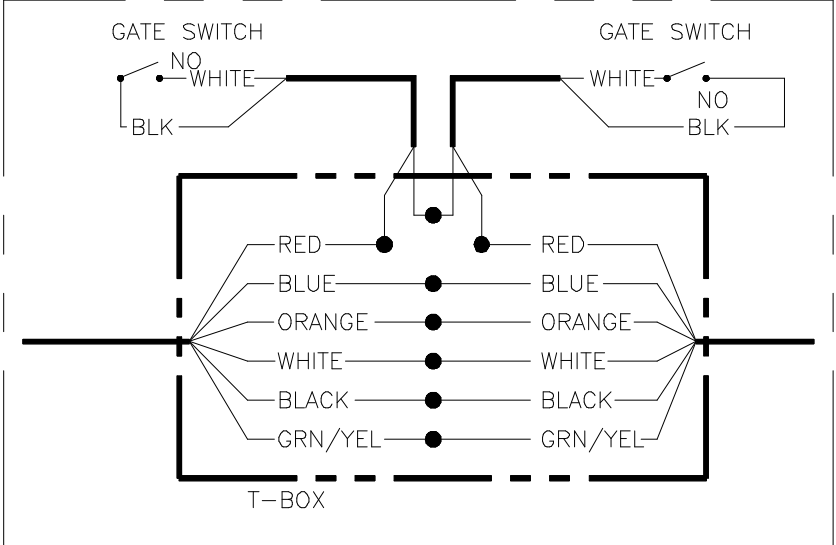 GATE SWITCH GATE SWITCH
NO
WHITE WHITE
NO
BLK BLK
RED RED
BLUE BLUE
ORANGE ORANGE
WHITE WHITE
BLACK BLACK
GRN/YEL GRN/YEL
T-BOX